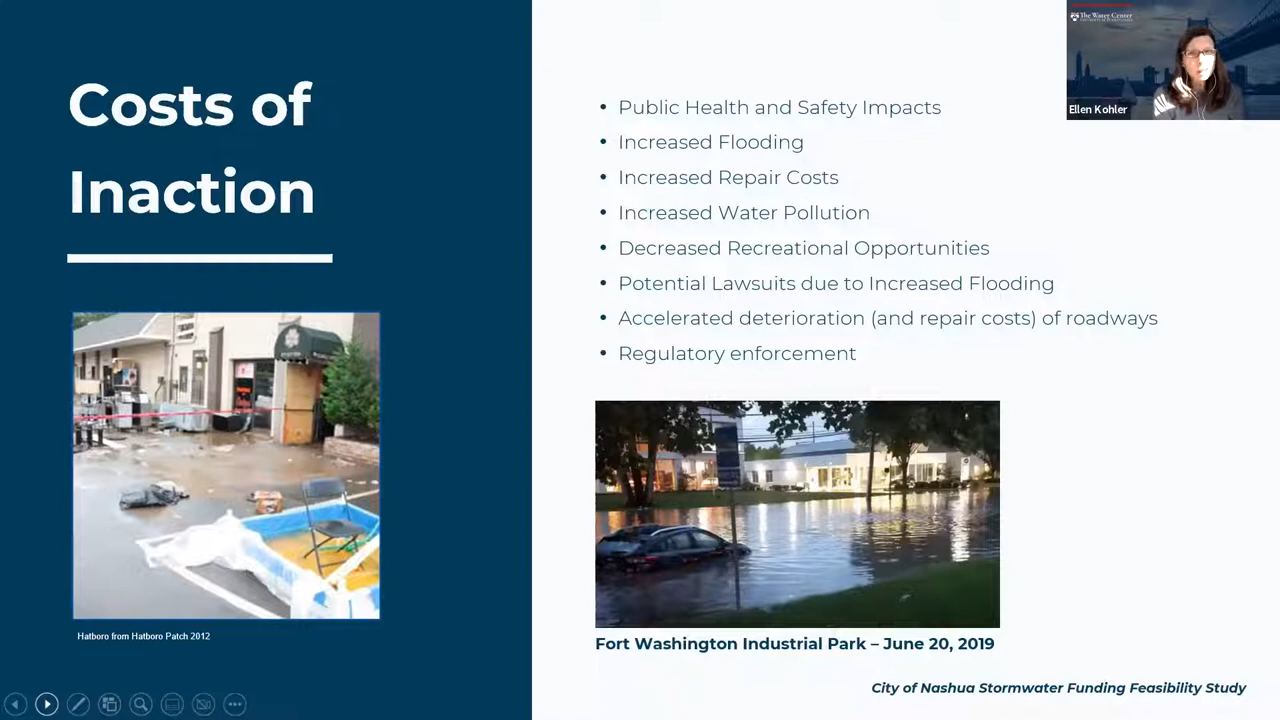 Costs of
Inaction
Hatboro from Hatboro Patch 2012
• Public Health and Safety Impacts
• Increased Flooding
• Increased Repair Costs
• Increased Water Pollution
• Decreased Recreational Opportunities
• Potential Lawsuits due to Increased Flooding
• Accelerated deterioration (and repair costs) of roadways
• Regulatory enforcement
Fort Washington Industrial Park – June 20, 2019
City of Nashua Stormwater Funding Feasibility Study
The Water Center
Ellen Kohler